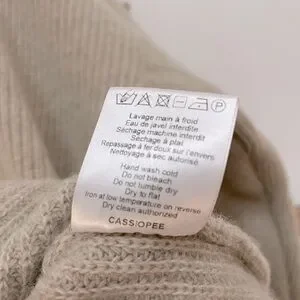 Lavage main à froid
Eau de javel interdite
Séchage machine interdit
Séchage à plat
Repassage à fer doux sur l'envers
Nettoyage à sec autorisé
Hand wash cold
Do not bleach
Do not tumble dry
Dry to flat
Iron at low temperature on reverse
Dry clean authorized
CASSIOPEE